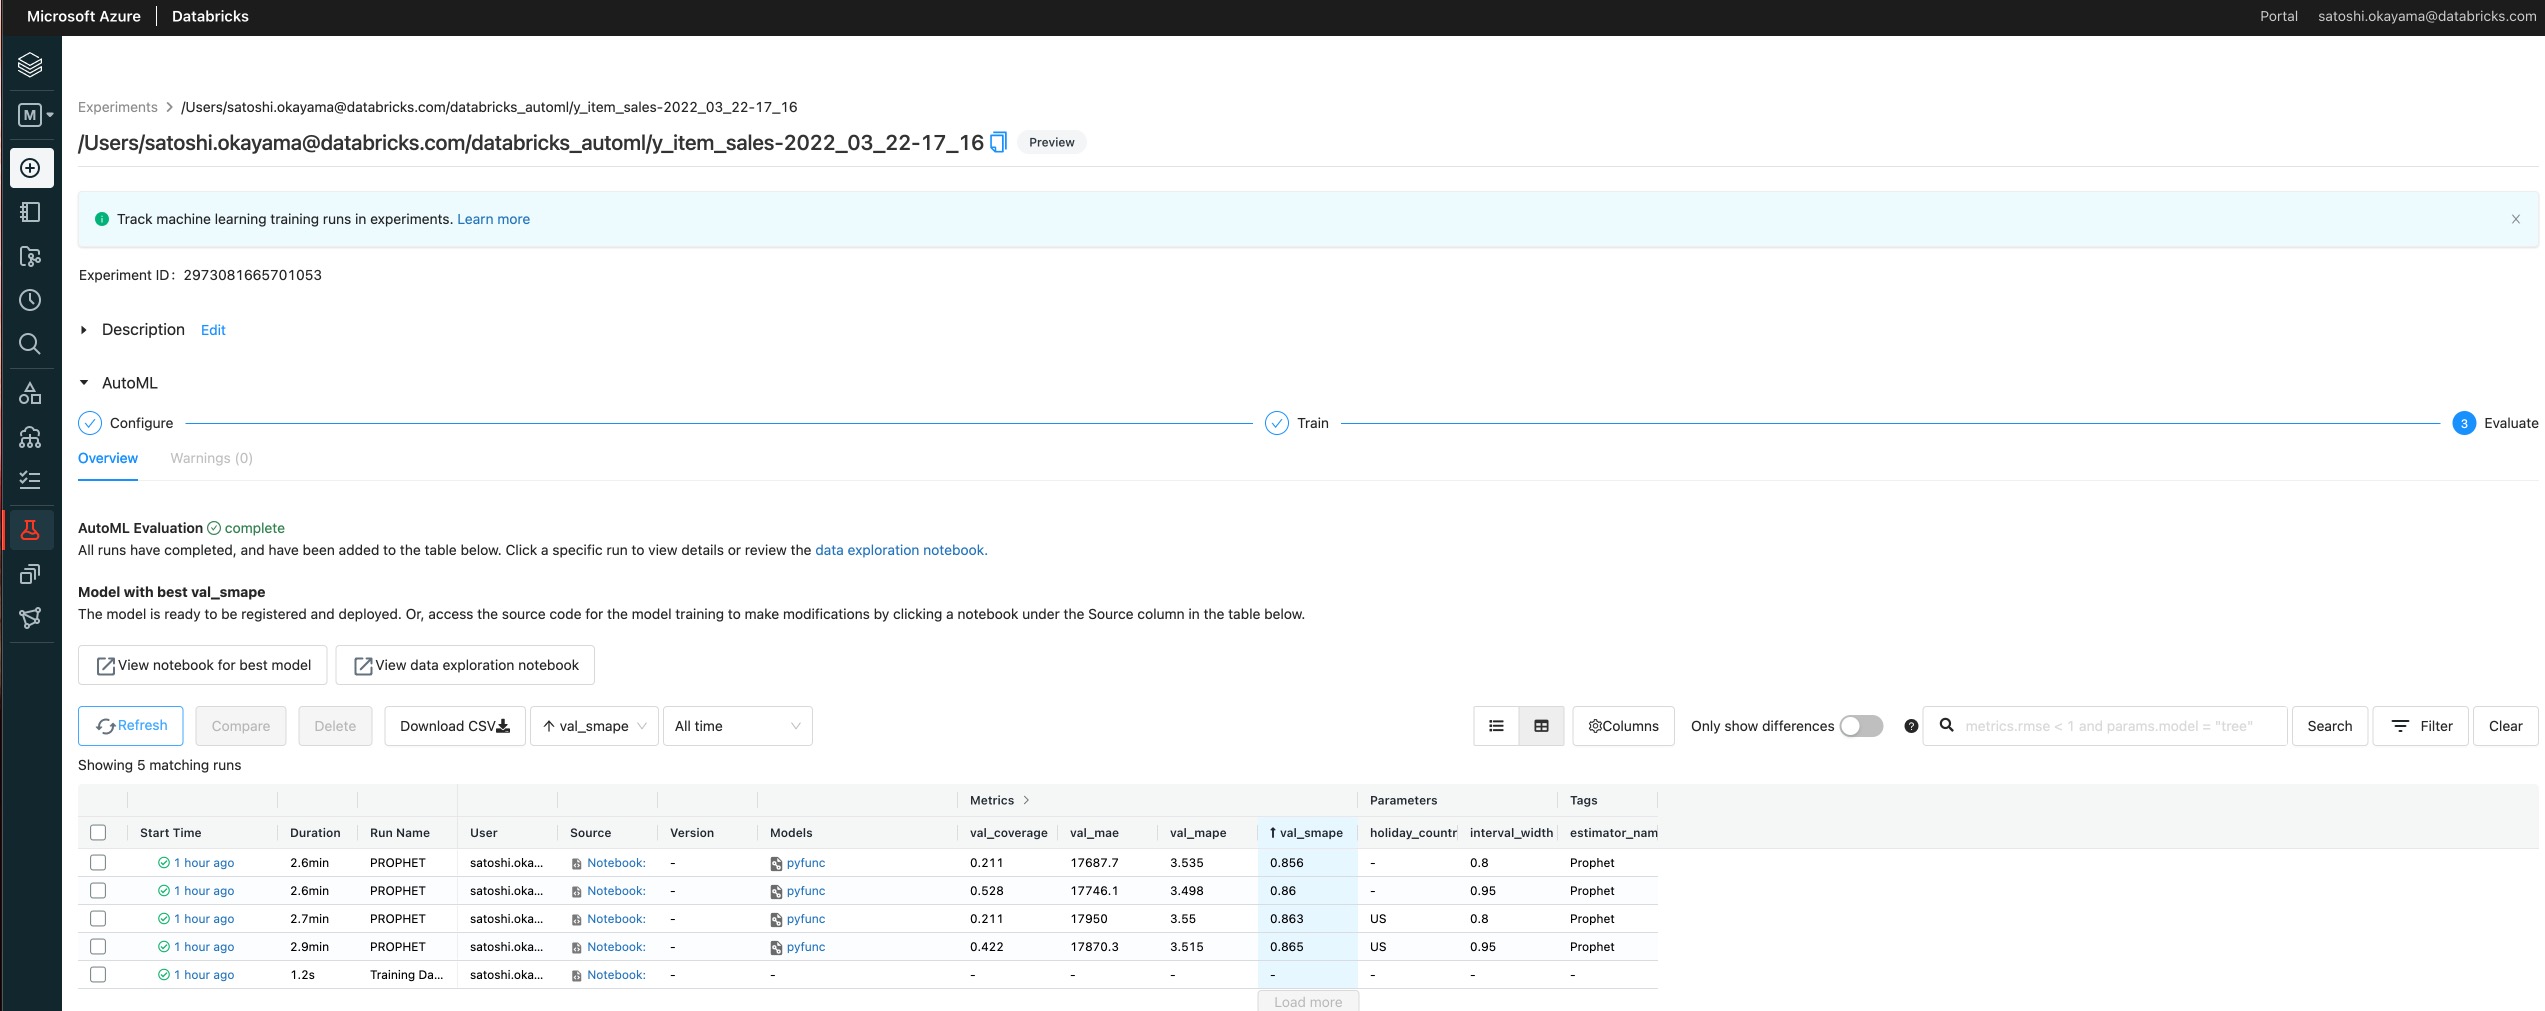 Microsoft Azure Databricks Portal satoshi.okayama@databricks.com
M
Experiments > /Users/satoshi.okayama@databricks.com/databricks_automl/y_item_sales-2022_03_22-17_16
/Users/satoshi.okayama@databricks.com/databricks_automl/y_item_sales-2022_03_22-17_16 Preview
Track machine learning training runs in experiments. Learn more
Experiment ID: 2973081665701053
Description Edit
AutoML
Configure Train 3 Evaluate
Overview Warnings (0)
AutoML Evaluation complete
All runs have completed, and have been added to the table below. Click a specific run to view details or review the data exploration notebook.
Model with best val_smape
The model is ready to be registered and deployed. Or, access the source code for the model training to make modifications by clicking a notebook under the Source column in the table below.
View notebook for best model View data exploration notebook
Refresh Compare Delete Download CSV ↑ val_smape All time Columns Only show differences ? metrics.rmse < 1 and params.model = "tree" Search Filter Clear
Showing 5 matching runs
Metrics > Parameters Tags
Start Time Duration Run Name User Source Version Models val_coverage val_mae val_mape ↑ val_smape holiday_countr interval_width estimator_nam
1 hour ago 2.6min PROPHET satoshi.oka... Notebook: - pyfunc 0.211 17687.7 3.535 0.856 - 0.8 Prophet
1 hour ago 2.6min PROPHET satoshi.oka... Notebook: - pyfunc 0.528 17746.1 3.498 0.86 - 0.95 Prophet
1 hour ago 2.7min PROPHET satoshi.oka... Notebook: - pyfunc 0.211 17950 3.55 0.863 US 0.8 Prophet
1 hour ago 2.9min PROPHET satoshi.oka... Notebook: - pyfunc 0.422 17870.3 3.515 0.865 US 0.95 Prophet
1 hour ago 1.2s Training Da... satoshi.oka... Notebook: - - - - - - - - -
Load more